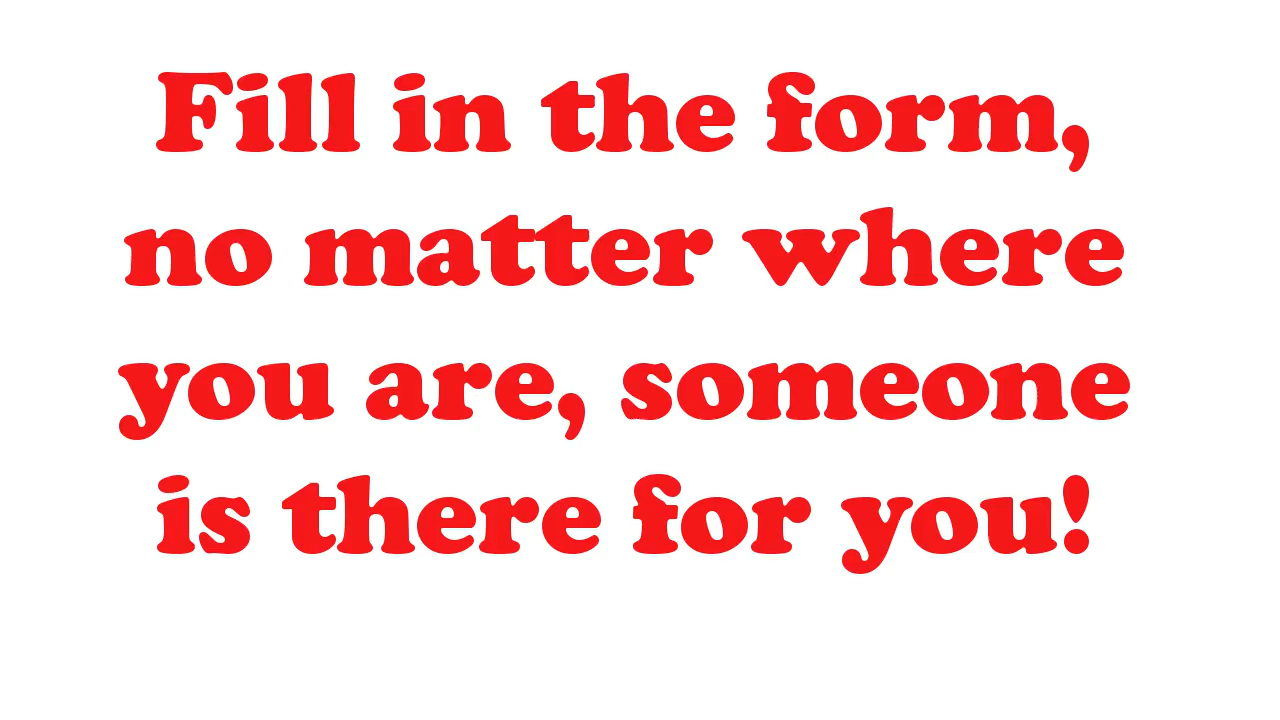 Fill in the form,
no matter where
you are, someone
is there for you!